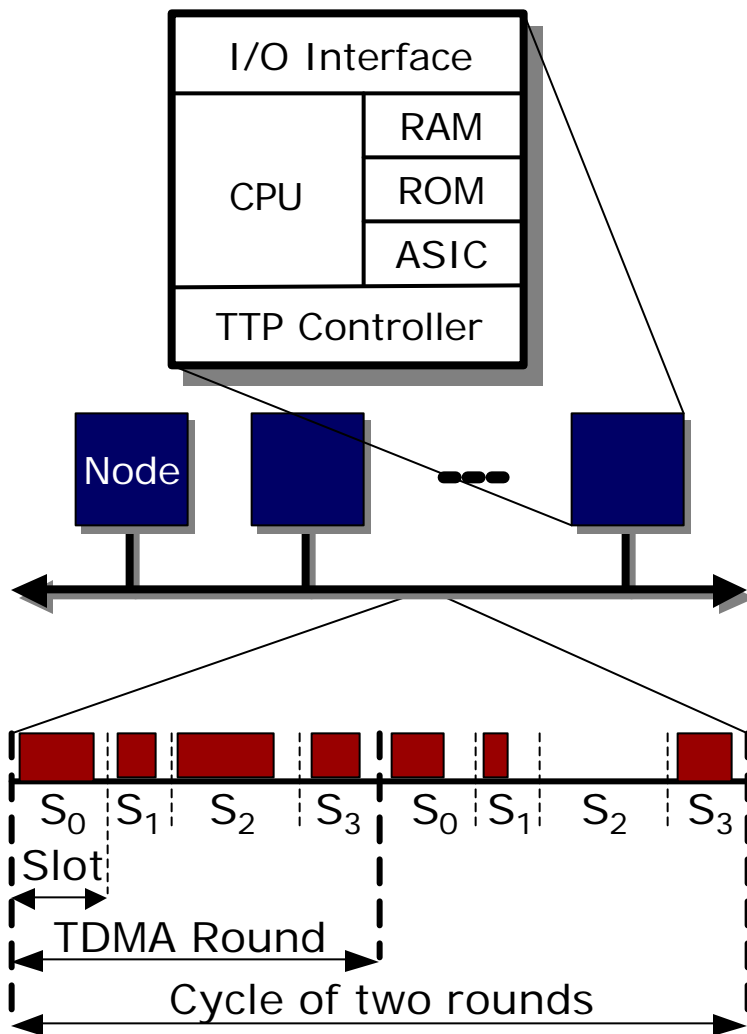 I/O Interface
CPU
RAM
ROM
ASIC
TTP Controller
Node
S₀ S₁ S₂ S₃ S₀ S₁ S₂ S₃
Slot
TDMA Round
Cycle of two rounds